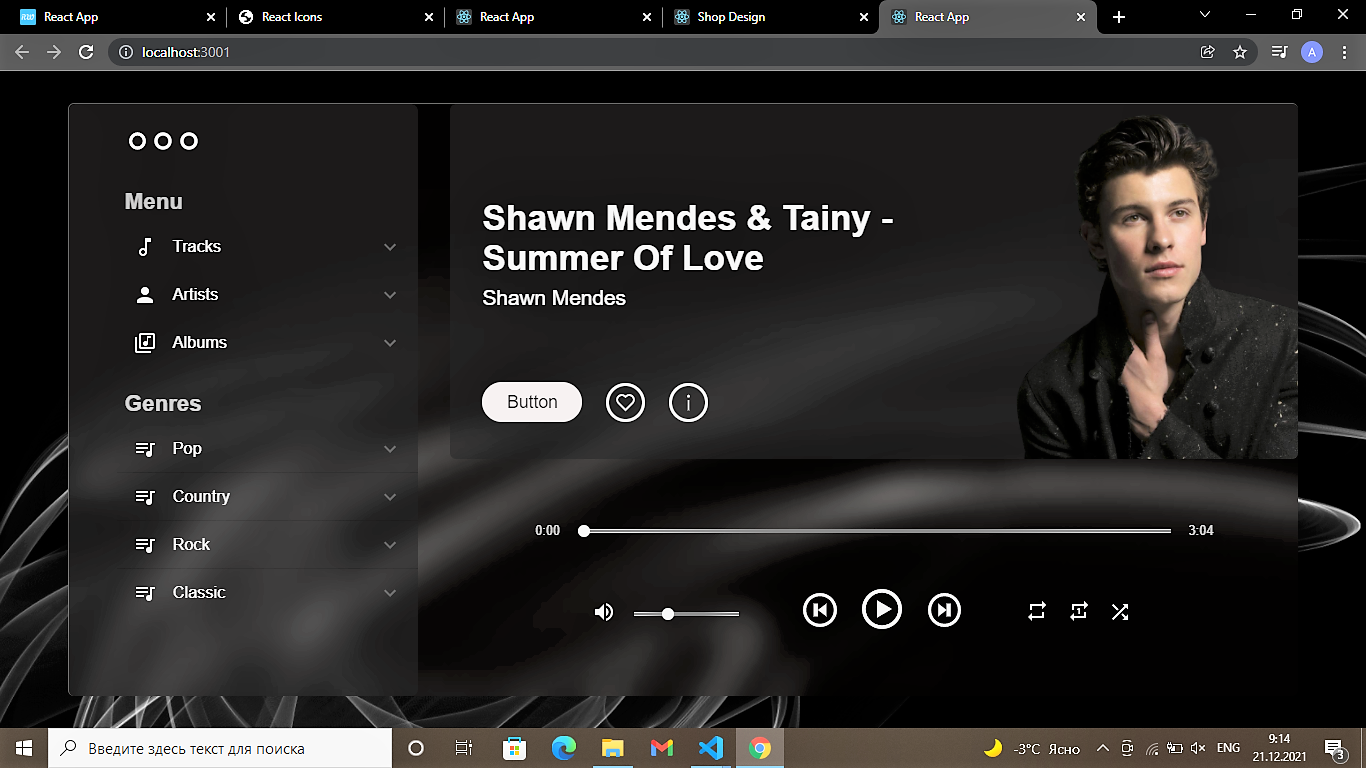 React App
React Icons
React App
Shop Design
React App
localhost:3001
A
Menu
Tracks
Artists
Albums
Genres
Pop
Country
Rock
Classic
Shawn Mendes & Tainy -
Summer Of Love
Shawn Mendes
Button
0:00
3:04
Введите здесь текст для поиска
-3°C Ясно
ENG
9:14
21.12.2021
3